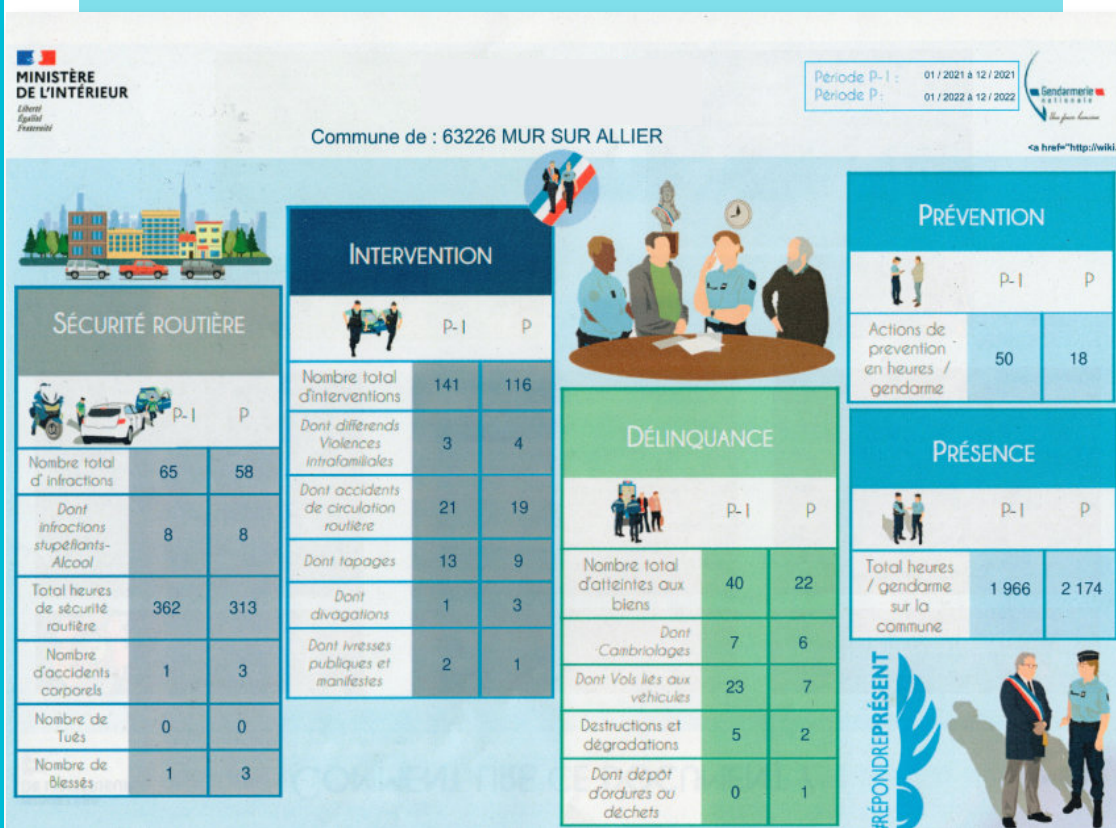 MINISTÈRE
DE L'INTÉRIEUR
Liberté
Égalité
Fraternité
Période P-1 : 01 / 2021 à 12 / 2021
Période P : 01 / 2022 à 12 / 2022
Gendarmerie
nationale
Commune de : 63226 MUR SUR ALLIER
<a href="http://wiki.
SÉCURITÉ ROUTIÈRE
P-1 P
Nombre total
d' infractions 65 58
Dont
infractions
stupéfiants-
Alcool 8 8
Total heures
de sécurité
routière 362 313
Nombre
d'accidents
corporels 1 3
Nombre de
Tués 0 0
Nombre de
Blessés 1 3
INTERVENTION
P-1 P
Nombre total
d'interventions 141 116
Dont différends
Violences
intrafamiliales 3 4
Dont accidents
de circulation
routière 21 19
Dont tapages 13 9
Dont
divagations 1 3
Dont ivresses
publiques et
manifestes 2 1
DÉLINQUANCE
P-1 P
Nombre total
d'atteintes aux
biens 40 22
Dont
Cambriolages 7 6
Dont Vols liés aux
véhicules 23 7
Destructions et
dégradations 5 2
Dont dépôt
d'ordures ou
déchets 0 1
PRÉVENTION
P-1 P
Actions de
prevention
en heures /
gendarme 50 18
PRÉSENCE
P-1 P
Total heures
/ gendarme
sur la
commune 1 966 2 174
#RÉPONDREPRÉSENT